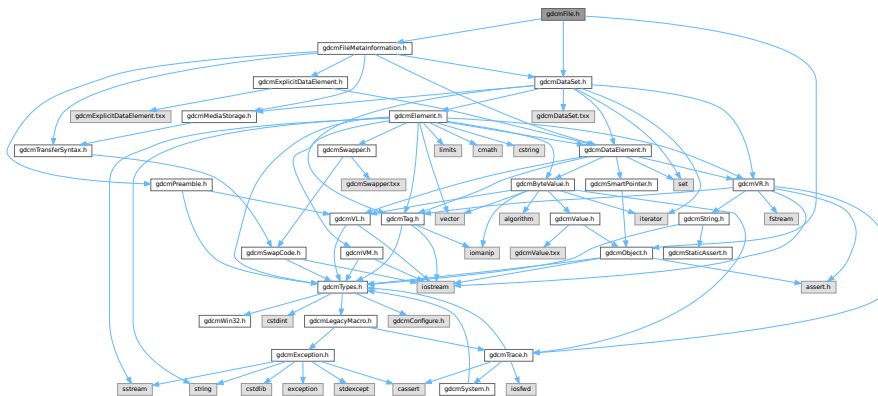 gdcmFile.h
gdcmFileMetaInformation.h
gdcmExplicitDataElement.h
gdcmDataSet.h
gdcmExplicitDataElement.txx
gdcmMediaStorage.h
gdcmElement.h
gdcmDataSet.txx
gdcmTransferSyntax.h
gdcmSwapper.h
limits
cmath
cstring
gdcmDataElement.h
gdcmPreamble.h
gdcmSwapper.txx
gdcmByteValue.h
gdcmSmartPointer.h
set
gdcmVR.h
gdcmVL.h
gdcmTag.h
vector
algorithm
gdcmValue.h
iterator
gdcmString.h
fstream
gdcmSwapCode.h
gdcmVM.h
iomanip
gdcmValue.txx
gdcmObject.h
gdcmStaticAssert.h
gdcmTypes.h
iostream
assert.h
gdcmWin32.h
cstdint
gdcmLegacyMacro.h
gdcmConfigure.h
gdcmException.h
gdcmTrace.h
sstream
string
cstdlib
exception
stdexcept
cassert
gdcmSystem.h
iosfwd